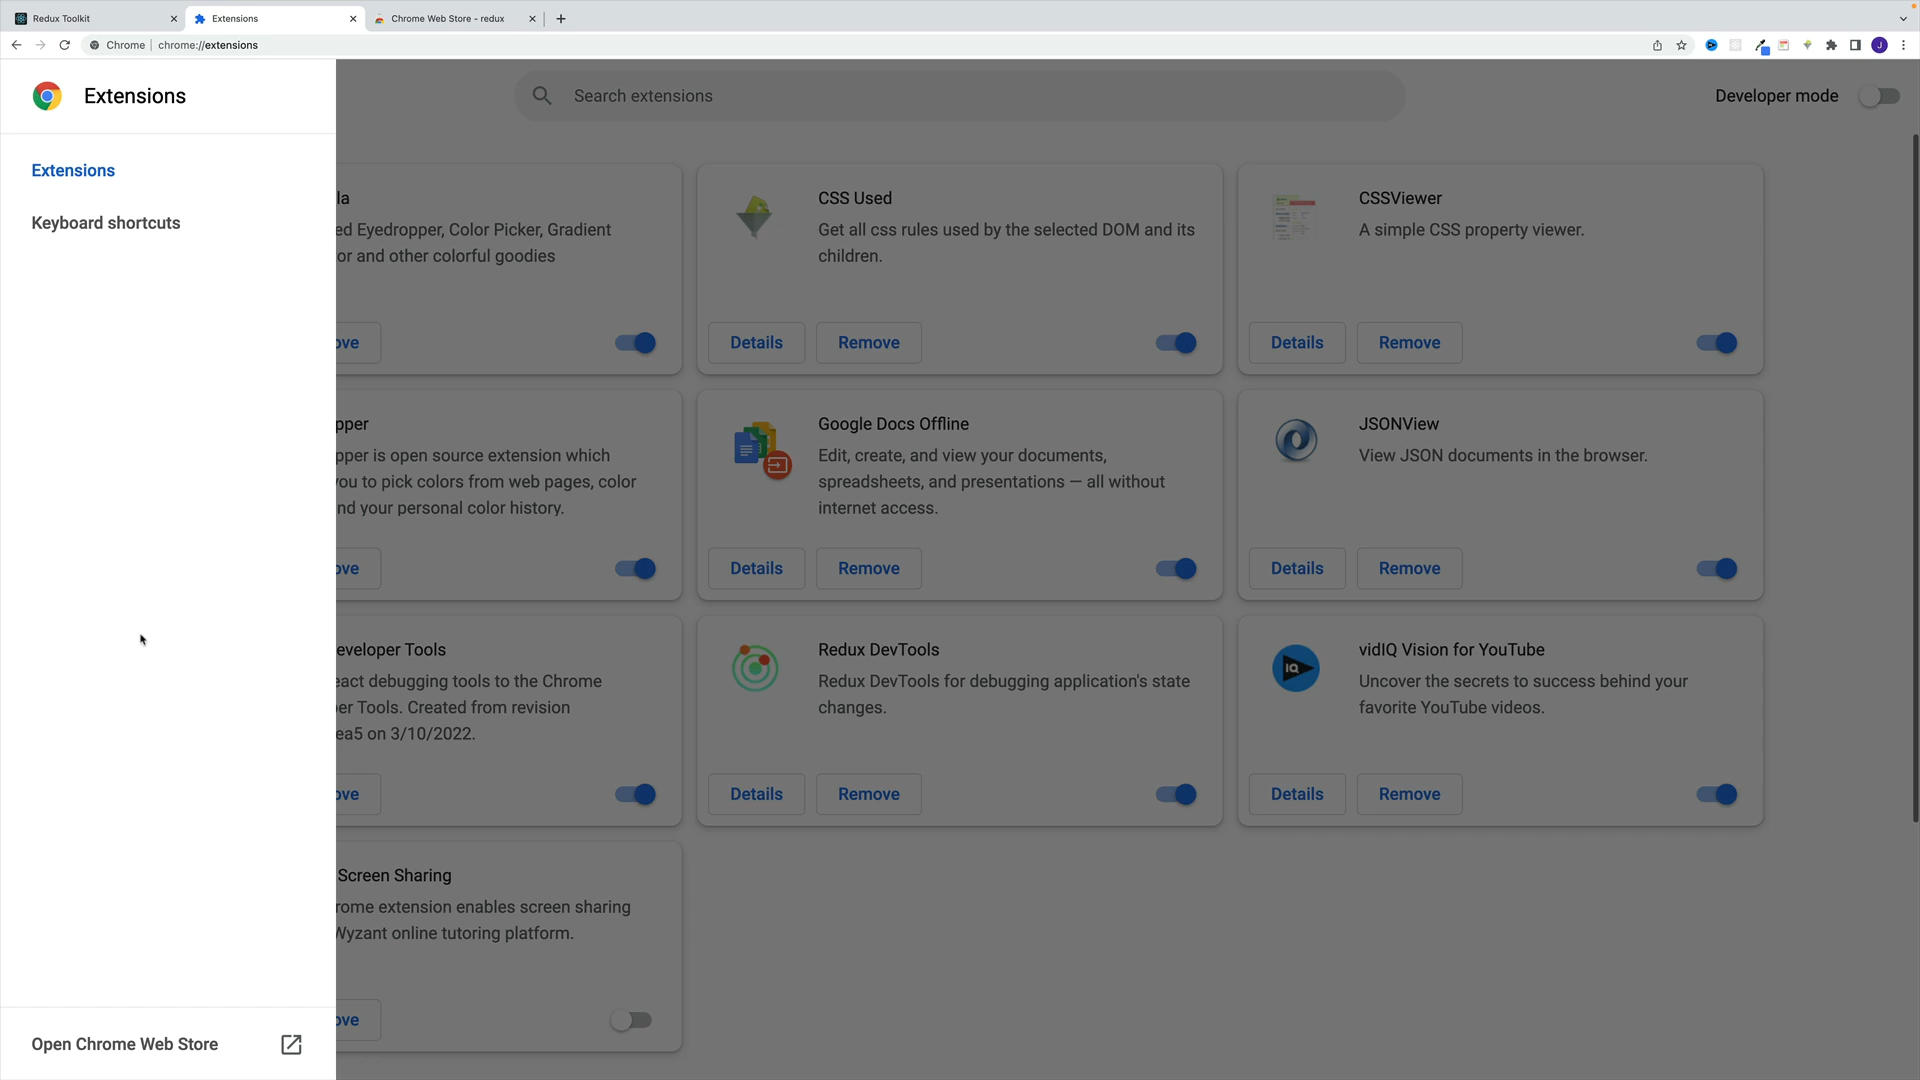 Redux Toolkit
Extensions
Chrome Web Store - redux
Chrome
chrome://extensions
J
Extensions
Search extensions
Developer mode
Extensions
Keyboard shortcuts
la
ed Eyedropper, Color Picker, Gradient
or and other colorful goodies
ove
CSS Used
Get all css rules used by the selected DOM and its
children.
Details
Remove
CSSViewer
A simple CSS property viewer.
Details
Remove
pper
pper is open source extension which
you to pick colors from web pages, color
nd your personal color history.
ove
Google Docs Offline
Edit, create, and view your documents,
spreadsheets, and presentations — all without
internet access.
Details
Remove
JSONView
View JSON documents in the browser.
Details
Remove
eveloper Tools
eact debugging tools to the Chrome
er Tools. Created from revision
ea5 on 3/10/2022.
ove
Redux DevTools
Redux DevTools for debugging application's state
changes.
Details
Remove
IQ
vidIQ Vision for YouTube
Uncover the secrets to success behind your
favorite YouTube videos.
Details
Remove
Screen Sharing
rome extension enables screen sharing
Wyzant online tutoring platform.
ove
Open Chrome Web Store